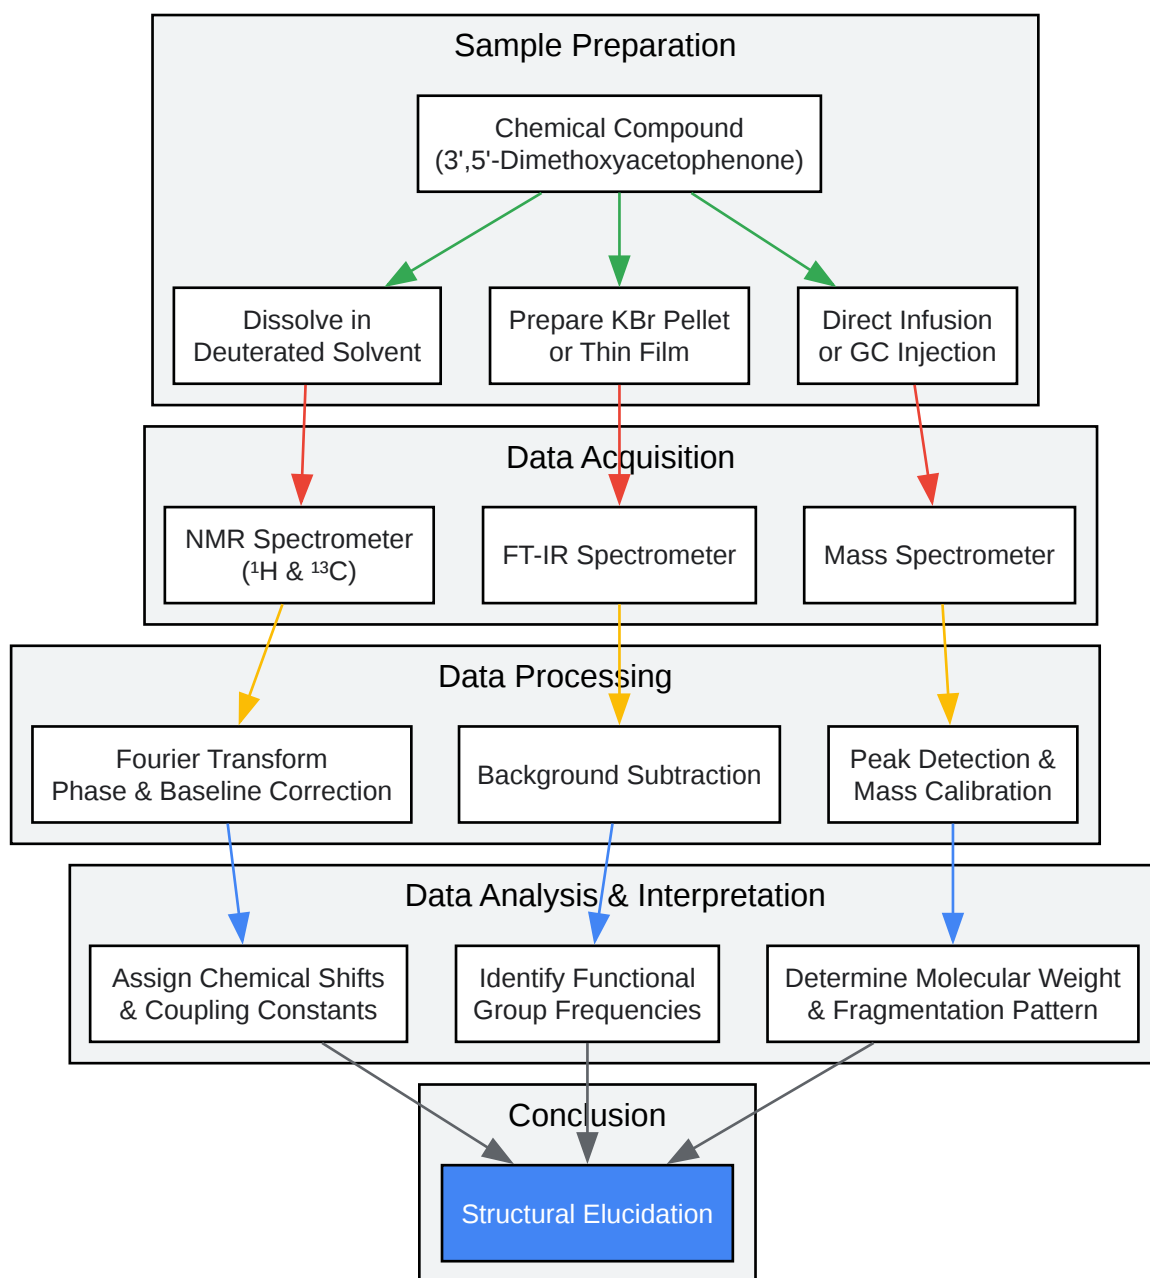 Sample Preparation
Chemical Compound
(3',5'-Dimethoxyacetophenone)
Dissolve in
Deuterated Solvent
Prepare KBr Pellet
or Thin Film
Direct Infusion
or GC Injection
Data Acquisition
NMR Spectrometer
(¹H & ¹³C)
FT-IR Spectrometer
Mass Spectrometer
Data Processing
Fourier Transform
Phase & Baseline Correction
Background Subtraction
Peak Detection &
Mass Calibration
Data Analysis & Interpretation
Assign Chemical Shifts
& Coupling Constants
Identify Functional
Group Frequencies
Determine Molecular Weight
& Fragmentation Pattern
Conclusion
Structural Elucidation